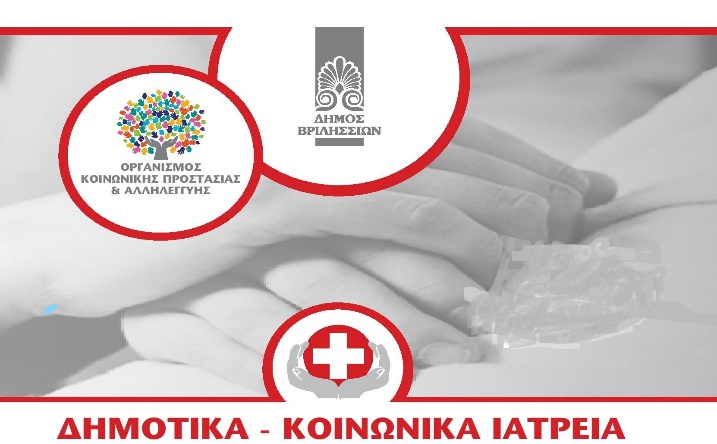 ΔΗΜΟΣ
ΒΡΙΛΗΣΣΙΩΝ
ΟΡΓΑΝΙΣΜΟΣ
ΚΟΙΝΩΝΙΚΗΣ ΠΡΟΣΤΑΣΙΑΣ
& ΑΛΛΗΛΕΓΓΥΗΣ
ΔΗΜΟΤΙΚΑ - ΚΟΙΝΩΝΙΚΑ ΙΑΤΡΕΙΑ